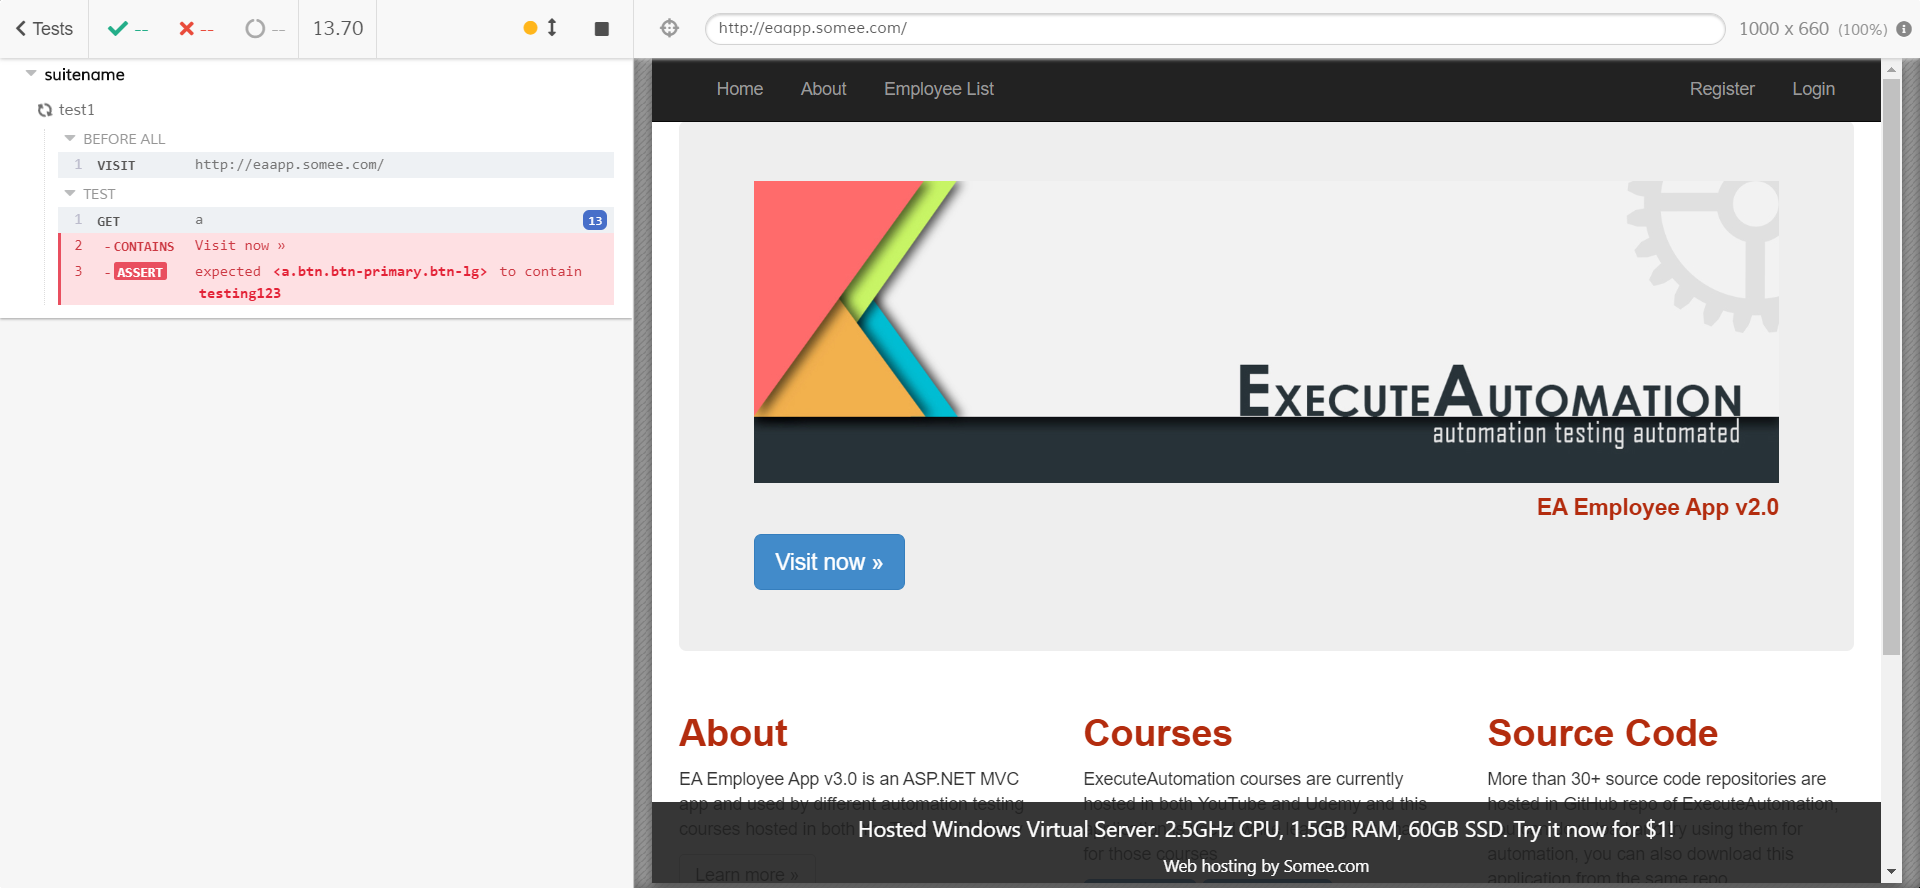 Tests -- -- -- 13.70
http://eaapp.somee.com/ 1000 x 660 (100%)
suitename
test1
BEFORE ALL
1 VISIT http://eaapp.somee.com/
TEST
1 GET a 13
2 -CONTAINS Visit now »
3 -ASSERT expected <a.btn.btn-primary.btn-lg> to contain
testing123
Home About Employee List Register Login
EXECUTEAUTOMATION
automation testing automated
EA Employee App v2.0
Visit now »
About
EA Employee App v3.0 is an ASP.NET MVC
app and used by different automation testing
courses hosted in both
Learn more »
Courses
ExecuteAutomation courses are currently
hosted in both YouTube and Udemy and this
for those courses
Source Code
More than 30+ source code repositories are
hosted in GitHub repo of ExecuteAutomation,
using them for
automation, you can also download this
application from the same repo
Hosted Windows Virtual Server. 2.5GHz CPU, 1.5GB RAM, 60GB SSD. Try it now for $1!
Web hosting by Somee.com